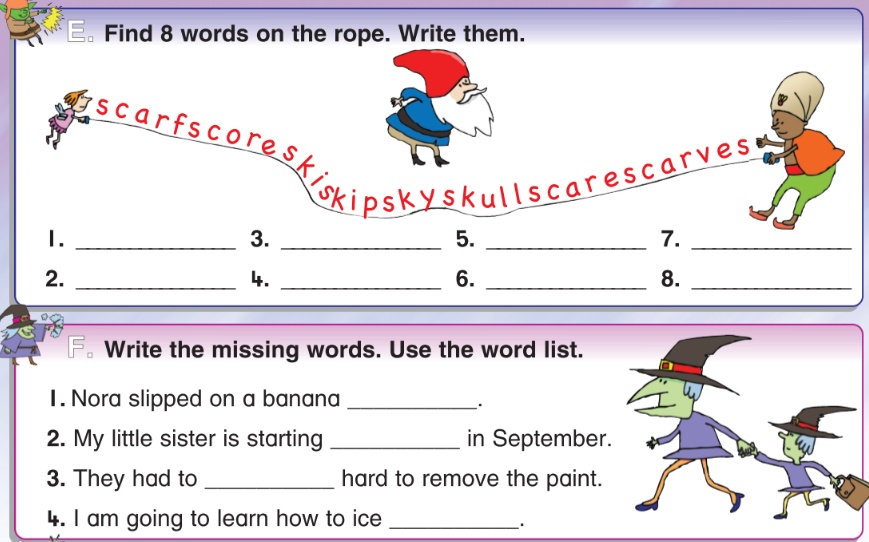 E. Find 8 words on the rope. Write them.
scarfscoreskiskipskyskullscarescarves
1. ____________ 3. ____________ 5. ____________ 7. ____________
2. ____________ 4. ____________ 6. ____________ 8. ____________
F. Write the missing words. Use the word list.
1. Nora slipped on a banana __________.
2. My little sister is starting __________ in September.
3. They had to __________ hard to remove the paint.
4. I am going to learn how to ice __________.